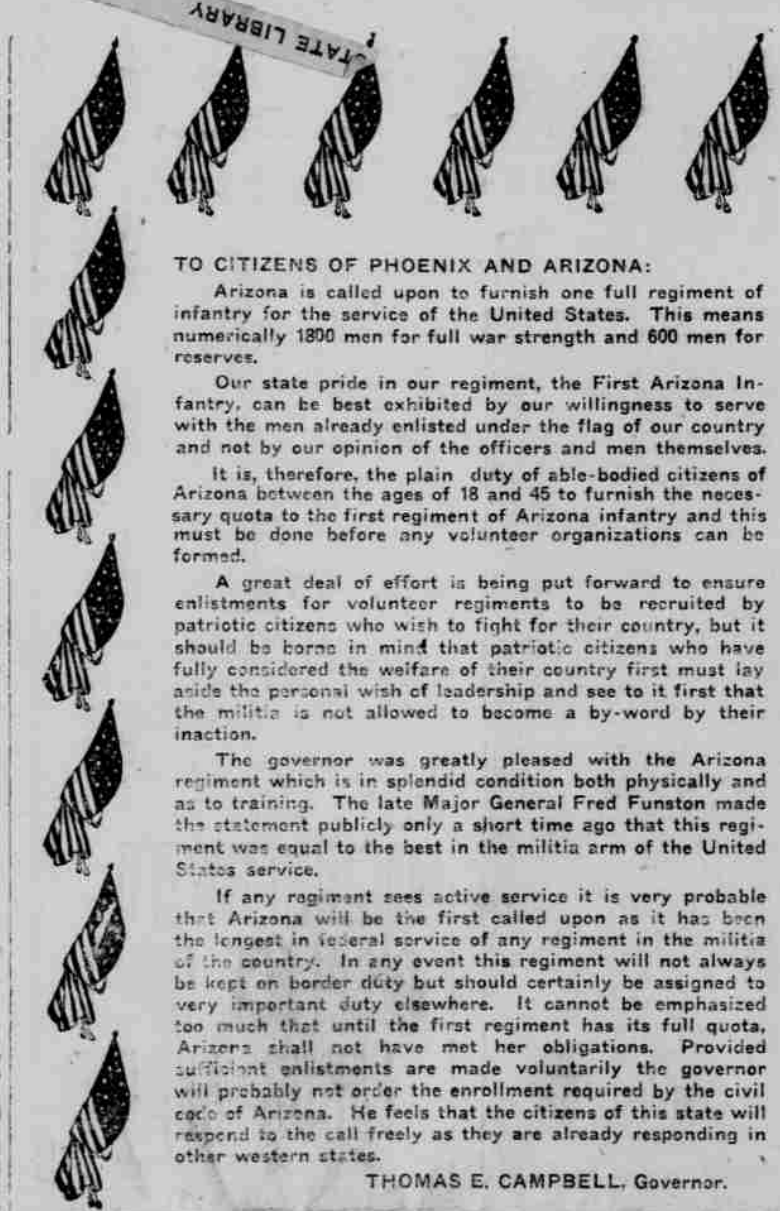 STATE LIBRARY
TO CITIZENS OF PHOENIX AND ARIZONA:
Arizona is called upon to furnish one full regiment of
infantry for the service of the United States. This means
numerically 1800 men for full war strength and 600 men for
reserves.
Our state pride in our regiment, the First Arizona In-
fantry, can be best exhibited by our willingness to serve
with the men already enlisted under the flag of our country
and not by our opinion of the officers and men themselves.
It is, therefore, the plain duty of able-bodied citizens of
Arizona between the ages of 18 and 45 to furnish the neces-
sary quota to the first regiment of Arizona infantry and this
must be done before any volunteer organizations can be
formed.
A great deal of effort is being put forward to ensure
enlistments for volunteer regiments to be recruited by
patriotic citizens who wish to fight for their country, but it
should be borne in mind that patriotic citizens who have
fully considered the welfare of their country first must lay
aside the personal wish of leadership and see to it first that
the militia is not allowed to become a by-word by their
inaction.
The governor was greatly pleased with the Arizona
regiment which is in splendid condition both physically and
as to training. The late Major General Fred Funston made
the statement publicly only a short time ago that this regi-
ment was equal to the best in the militia arm of the United
States service.
If any regiment sees active service it is very probable
that Arizona will be the first called upon as it has been
the longest in federal service of any regiment in the militia
of the country. In any event this regiment will not always
be kept on border duty but should certainly be assigned to
very important duty elsewhere. It cannot be emphasized
too much that until the first regiment has its full quota,
Arizona shall not have met her obligations. Provided
sufficient enlistments are made voluntarily the governor
will probably not order the enrollment required by the civil
code of Arizona. He feels that the citizens of this state will
respond to the call freely as they are already responding in
other western states.
THOMAS E. CAMPBELL, Governor.